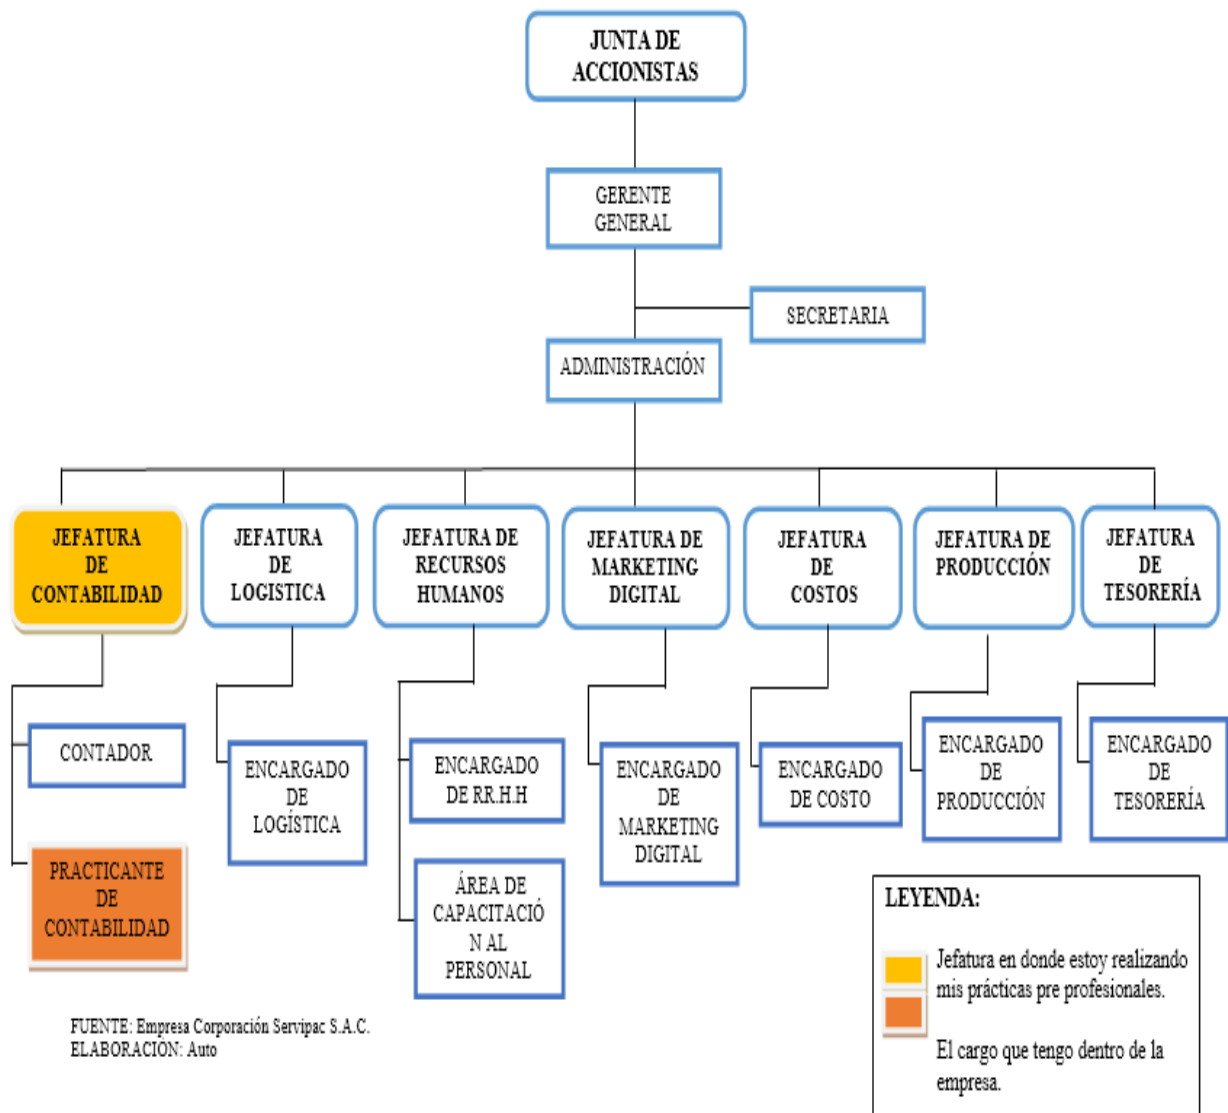 JUNTA DE
ACCIONISTAS
GERENTE
GENERAL
SECRETARIA
ADMINISTRACIÓN
JEFATURA
DE
CONTABILIDAD
JEFATURA
DE
LOGISTICA
JEFATURA DE
RECURSOS
HUMANOS
JEFATURA DE
MARKETING
DIGITAL
JEFATURA
DE
COSTOS
JEFATURA DE
PRODUCCIÓN
JEFATURA
DE
TESORERÍA
CONTADOR
PRACTICANTE
DE
CONTABILIDAD
ENCARGADO
DE
LOGÍSTICA
ENCARGADO
DE RR.H.H
ÁREA DE
CAPACITACIÓ
N AL
PERSONAL
ENCARGADO
DE
MARKETING
DIGITAL
ENCARGADO
DE COSTO
ENCARGADO
DE
PRODUCCIÓN
ENCARGADO
DE
TESORERÍA
LEYENDA:
Jefatura en donde estoy realizando
mis prácticas pre profesionales.
El cargo que tengo dentro de la
empresa.
FUENTE: Empresa Corporación Servipac S.A.C.
ELABORACIÓN: Auto